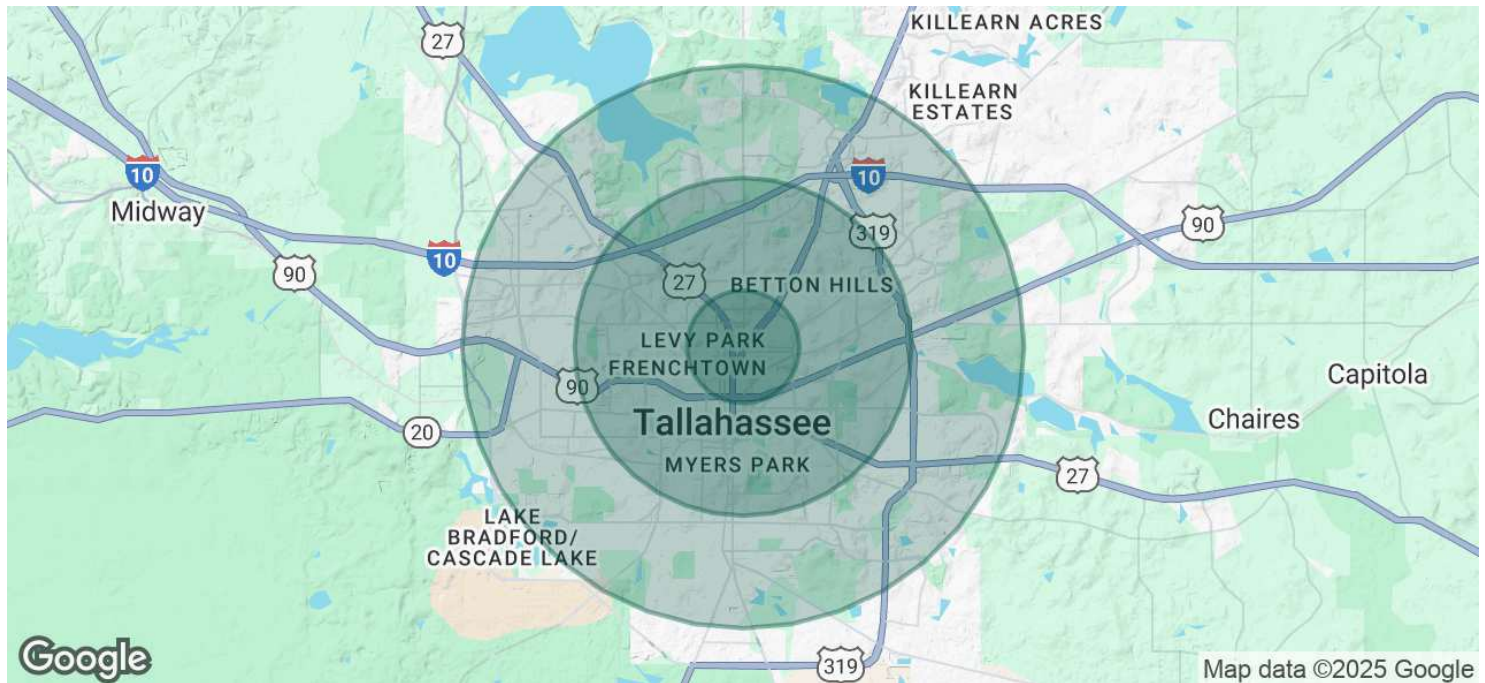 KILLEARN ACRES
27
KILLEARN
ESTATES
10
10
Midway
319
90
10
90
27
BETTON HILLS
LEVY PARK
FRENCHTOWN
90
Capitola
Tallahassee
Chaires
20
MYERS PARK
27
LAKE
BRADFORD/
CASCADE LAKE
319
Google
Map data ©2025 Google